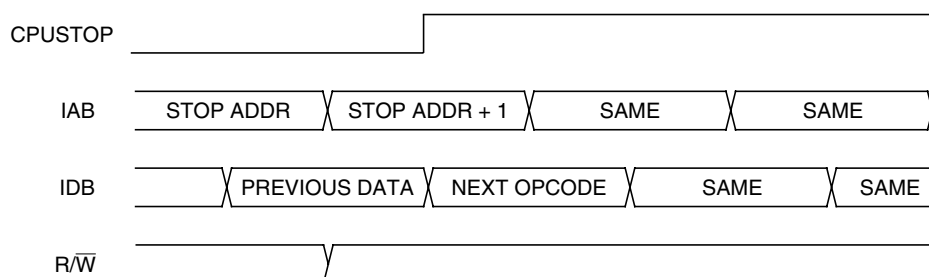 CPUSTOP
IAB STOP ADDR STOP ADDR + 1 SAME SAME
IDB PREVIOUS DATA NEXT OPCODE SAME SAME
R/W̅